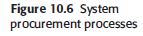 Figure 10.6 System
procurement processes